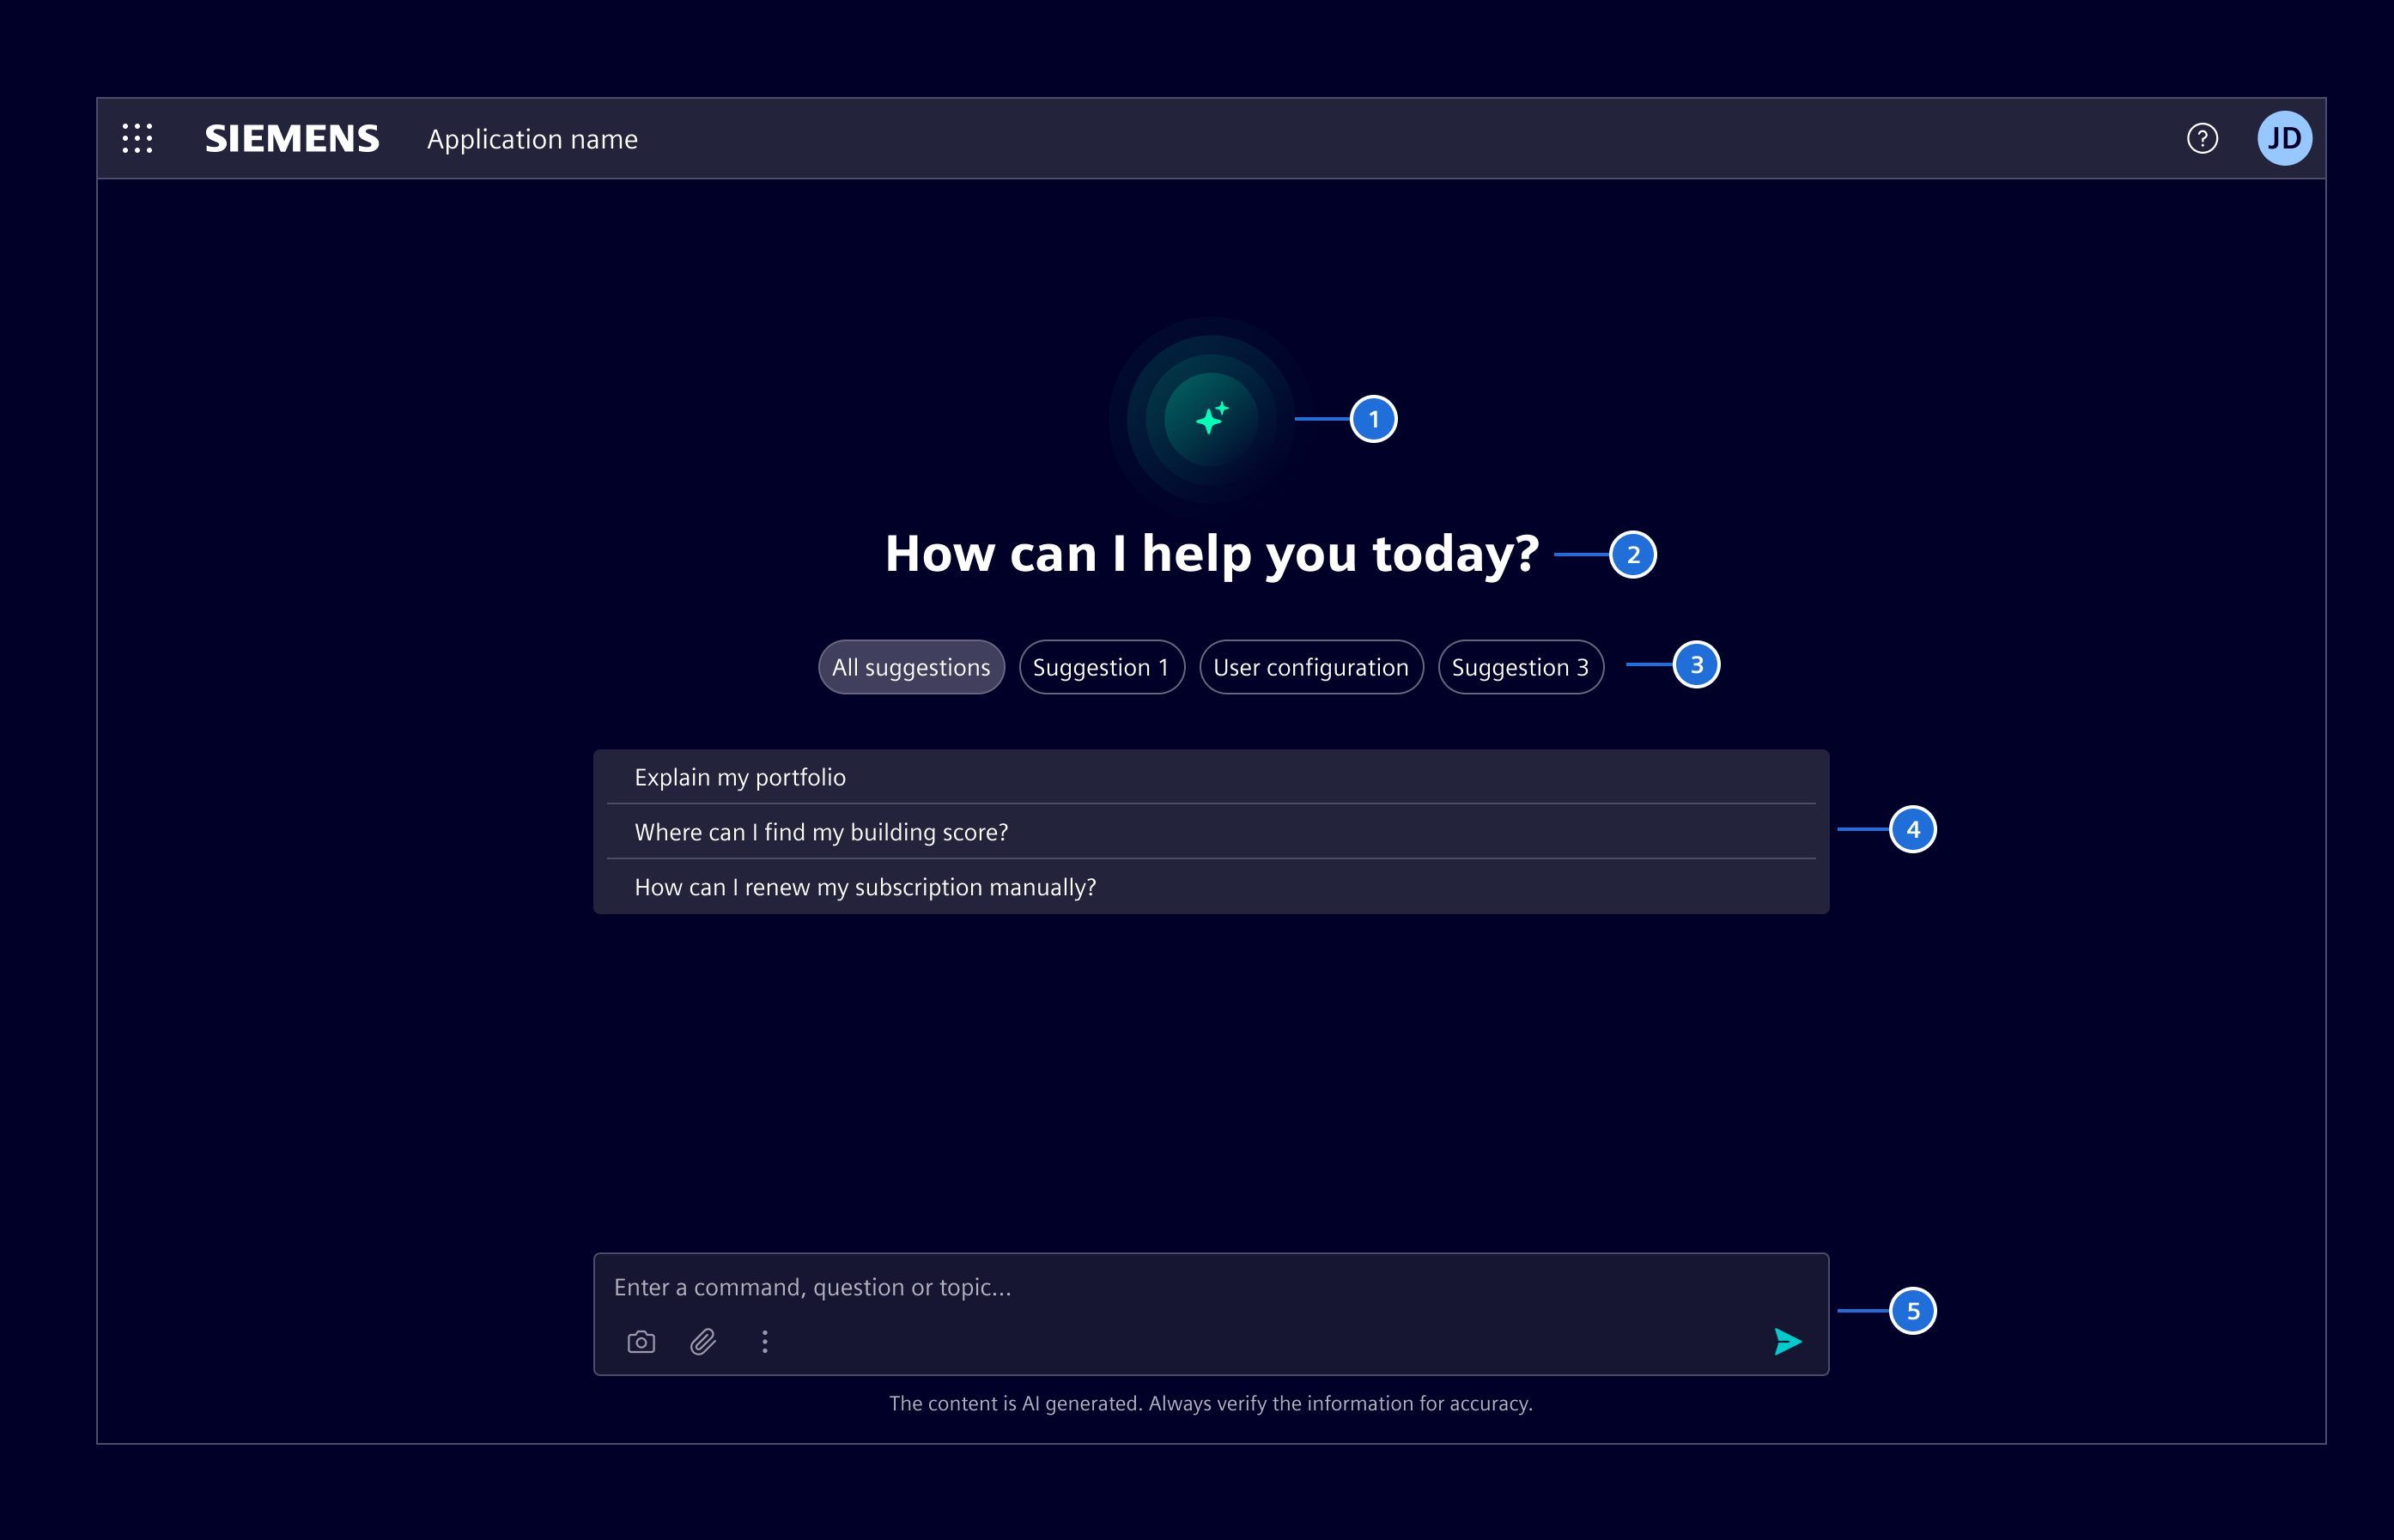 SIEMENS Application name ? JD
1
How can I help you today? 2
All suggestions Suggestion 1 User configuration Suggestion 3 3
Explain my portfolio
Where can I find my building score? 4
How can I renew my subscription manually?
Enter a command, question or topic... 5
The content is AI generated. Always verify the information for accuracy.